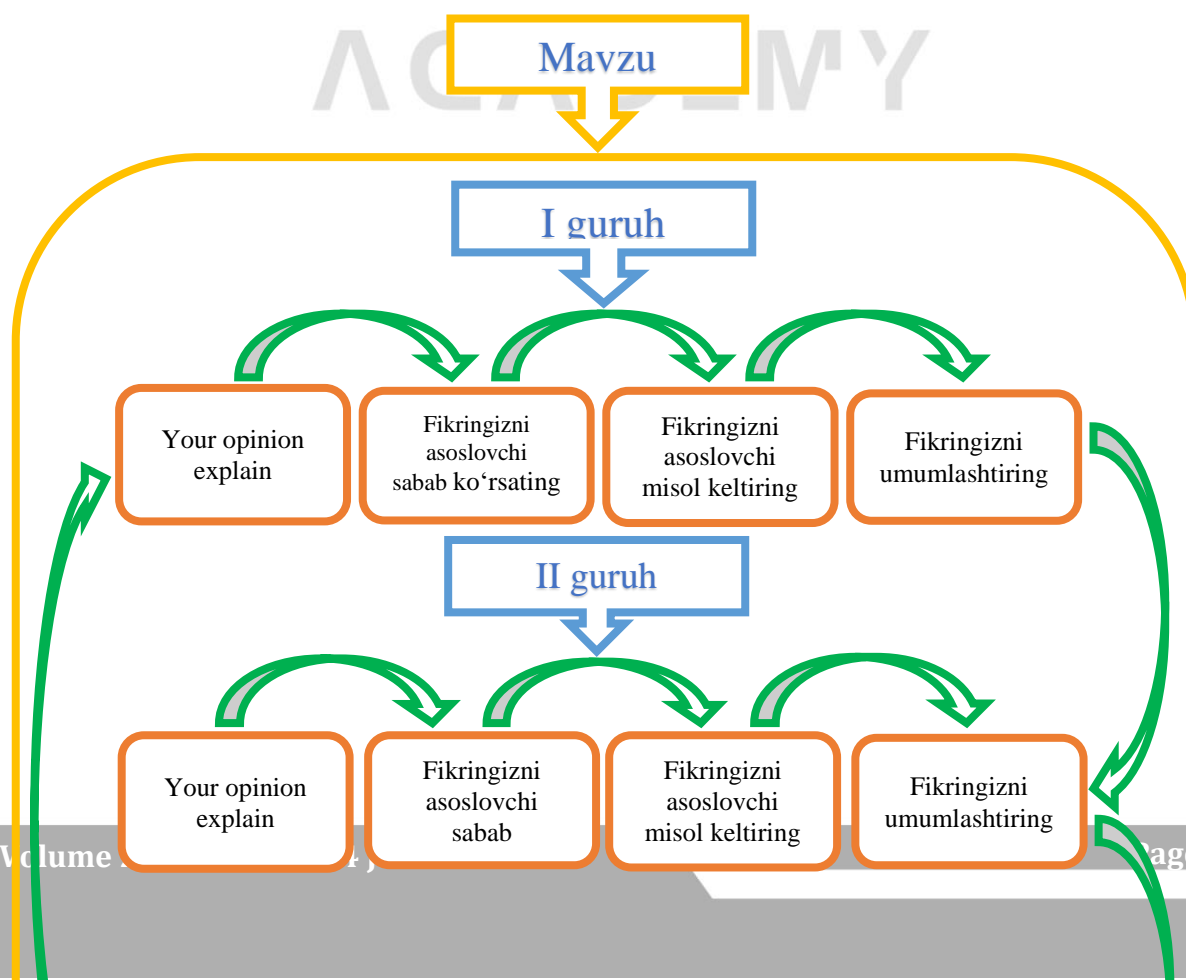 ACADEMY
Mavzu
I guruh
Your opinion
explain
Fikringizni
asoslovchi
sabab ko‘rsating
Fikringizni
asoslovchi
misol keltiring
Fikringizni
umumlashtiring
II guruh
Your opinion
explain
Fikringizni
asoslovchi
sabab
Fikringizni
asoslovchi
misol keltiring
Fikringizni
umumlashtiring
Volume